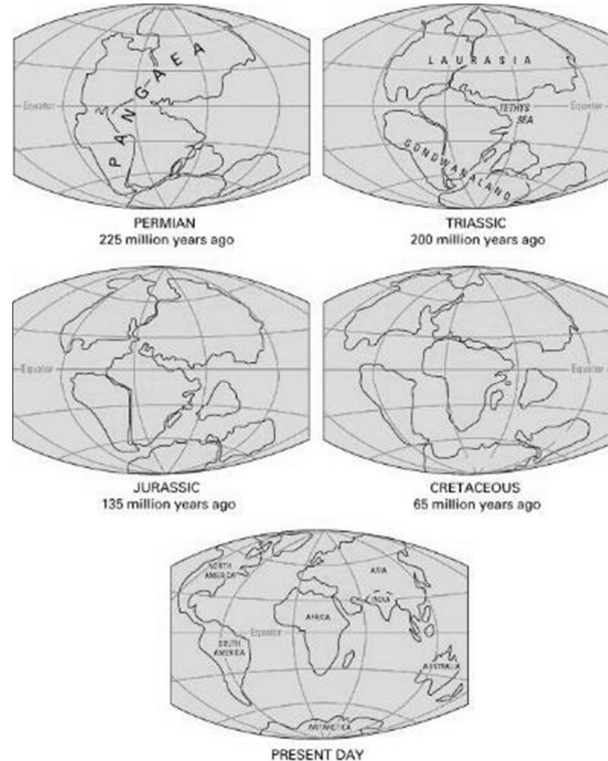 PANGAEA
Equator
PERMIAN
225 million years ago
LAURASIA
TETHYS
SEA
Equator
GONDWANALAND
TRIASSIC
200 million years ago
Equator
JURASSIC
135 million years ago
Equator
CRETACEOUS
65 million years ago
NORTH
AMERICA
ASIA
INDIA
AFRICA
Equator
SOUTH
AMERICA
AUSTRALIA
ANTARCTICA
PRESENT DAY